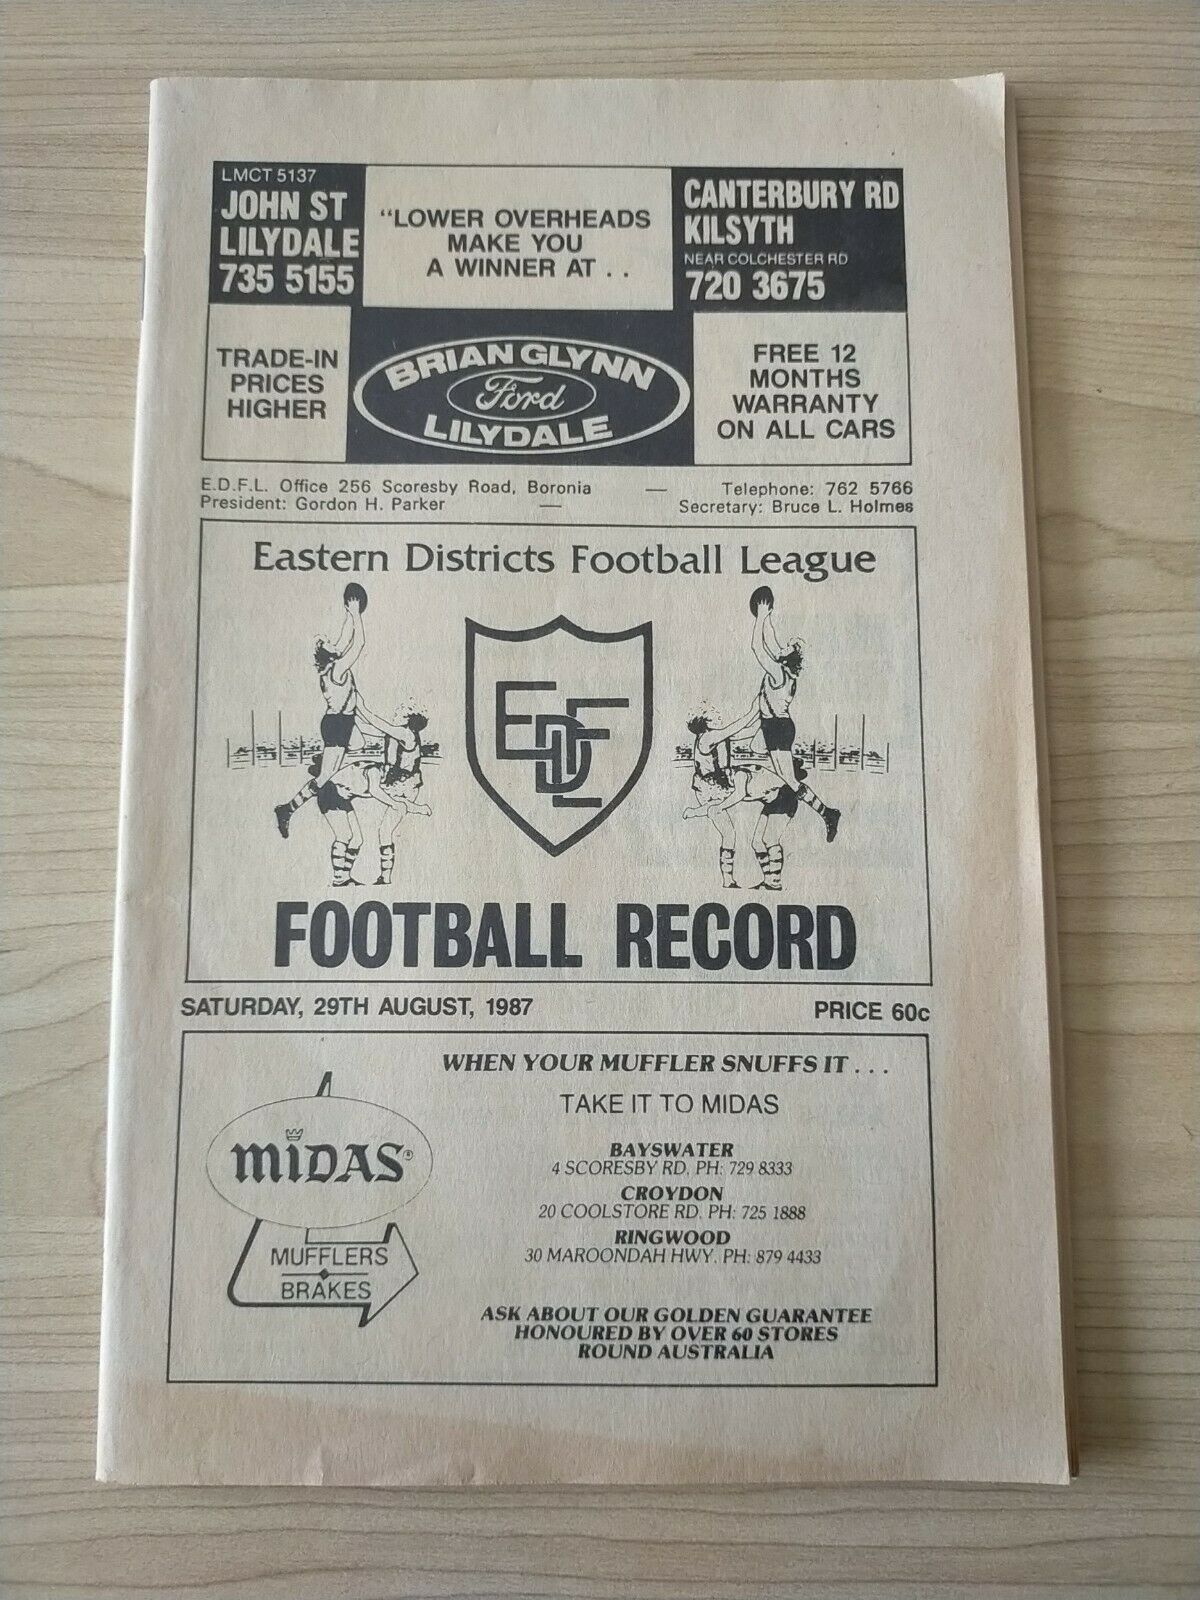 LMCT 5137
JOHN ST
LILYDALE
735 5155
"LOWER OVERHEADS
MAKE YOU
A WINNER AT . .
CANTERBURY RD
KILSYTH
NEAR COLCHESTER RD
720 3675
TRADE-IN
PRICES
HIGHER
BRIAN GLYNN
Ford
LILYDALE
FREE 12
MONTHS
WARRANTY
ON ALL CARS
E.D.F.L. Office 256 Scoresby Road, Boronia — Telephone: 762 5766
President: Gordon H. Parker — Secretary: Bruce L. Holmes
Eastern Districts Football League
EDFL
FOOTBALL RECORD
SATURDAY, 29TH AUGUST, 1987 PRICE 60c
WHEN YOUR MUFFLER SNUFFS IT . . .
TAKE IT TO MIDAS
MIDAS®
MUFFLERS
BRAKES
BAYSWATER
4 SCORESBY RD. PH: 729 8333
CROYDON
20 COOLSTORE RD. PH: 725 1888
RINGWOOD
30 MAROONDAH HWY. PH: 879 4433
ASK ABOUT OUR GOLDEN GUARANTEE
HONOURED BY OVER 60 STORES
ROUND AUSTRALIA